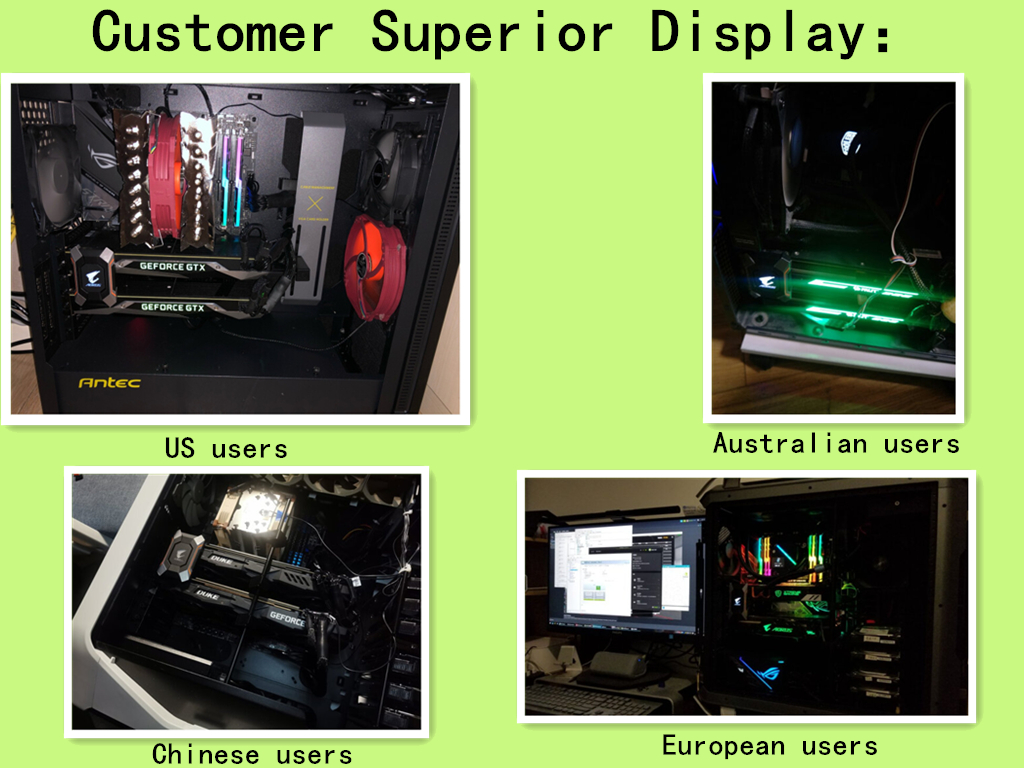 Customer Superior Display:
GEFORCE GTX
GEFORCE GTX
Antec
US users
Australian users
DUKE
DUKE
GEFORCE
Chinese users
AORUS
European users